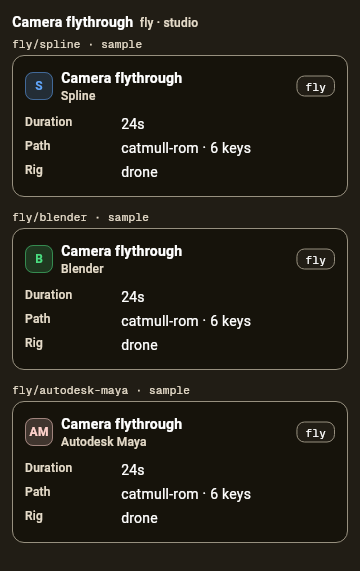 Camera flythrough fly · studio
fly/spline · sample
S
Camera flythrough
Spline
fly
Duration 24s
Path catmull-rom · 6 keys
Rig drone
fly/blender · sample
B
Camera flythrough
Blender
fly
Duration 24s
Path catmull-rom · 6 keys
Rig drone
fly/autodesk-maya · sample
AM
Camera flythrough
Autodesk Maya
fly
Duration 24s
Path catmull-rom · 6 keys
Rig drone